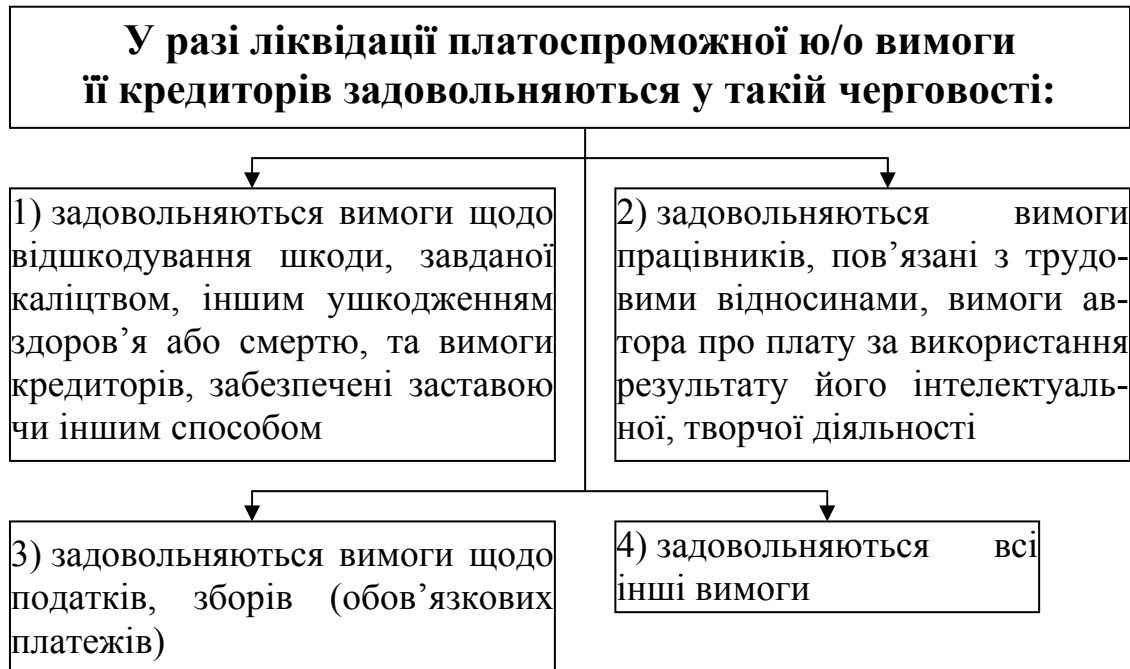 У разі ліквідації платоспроможної ю/о вимоги
її кредиторів задовольняються у такій черговості:
1) задовольняються вимоги щодо
відшкодування шкоди, завданої
каліцтвом, іншим ушкодженням
здоров’я або смертю, та вимоги
кредиторів, забезпечені заставою
чи іншим способом
2) задовольняються вимоги
працівників, пов’язані з трудо-
вими відносинами, вимоги ав-
тора про плату за використання
результату його інтелектуаль-
ної, творчої діяльності
3) задовольняються вимоги щодо
податків, зборів (обов’язкових
платежів)
4) задовольняються всі
інші вимоги